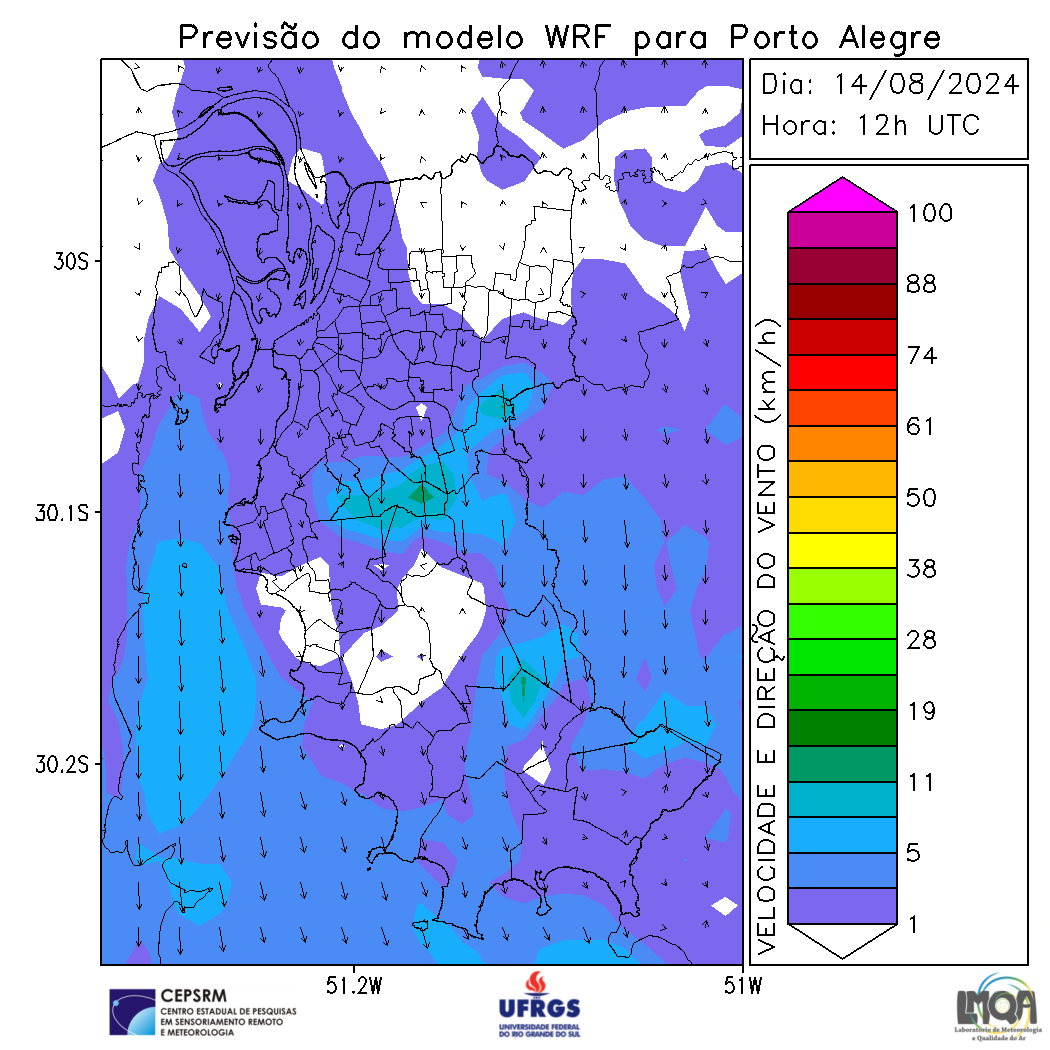 Previsão do modelo WRF para Porto Alegre
Dia: 14/08/2024
Hora: 12h UTC
30S
30.1S
30.2S
51.2W
51W
VELOCIDADE E DIREÇÃO DO VENTO (km/h)
100
88
74
61
50
38
28
19
11
5
1
CEPSRM
CENTRO ESTADUAL DE PESQUISAS
EM SENSORIAMENTO REMOTO
E METEOROLOGIA
UFRGS
UNIVERSIDADE FEDERAL
DO RIO GRANDE DO SUL
LMQA
Laboratório de Meteorologia
e Qualidade do Ar